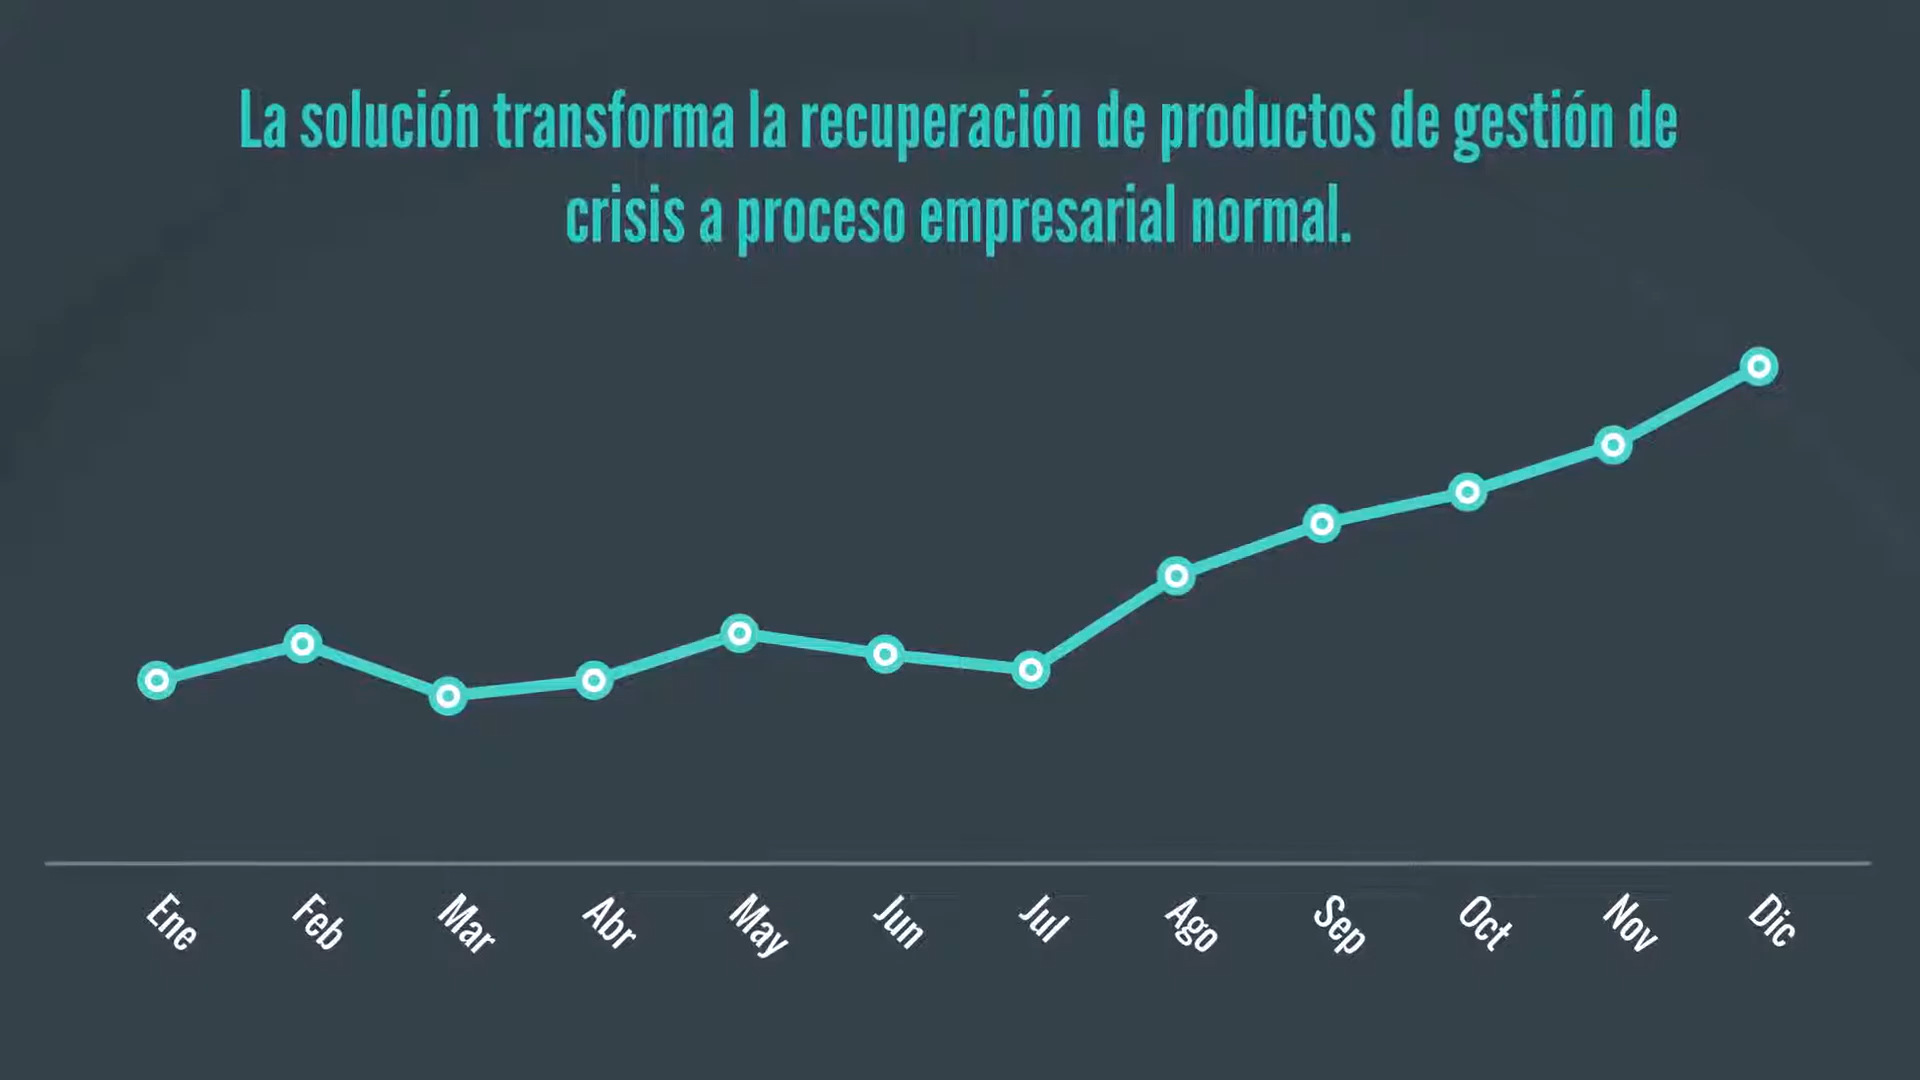 La solución transforma la recuperación de productos de gestión de
crisis a proceso empresarial normal.
Ene Feb Mar Abr May Jun Jul Ago Sep Oct Nov Dic